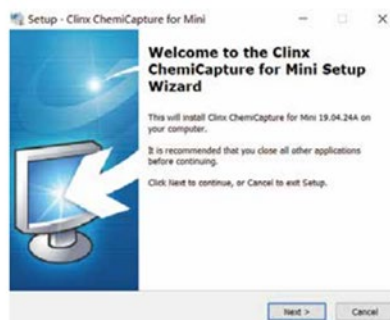 Setup - Clinx ChemiCapture for Mini
Welcome to the Clinx
ChemiCapture for Mini Setup
Wizard
This will install Clinx ChemiCapture for Mini 19.04.24A on
your computer.
It is recommended that you close all other applications
before continuing.
Click Next to continue, or Cancel to exit Setup.
Next >
Cancel